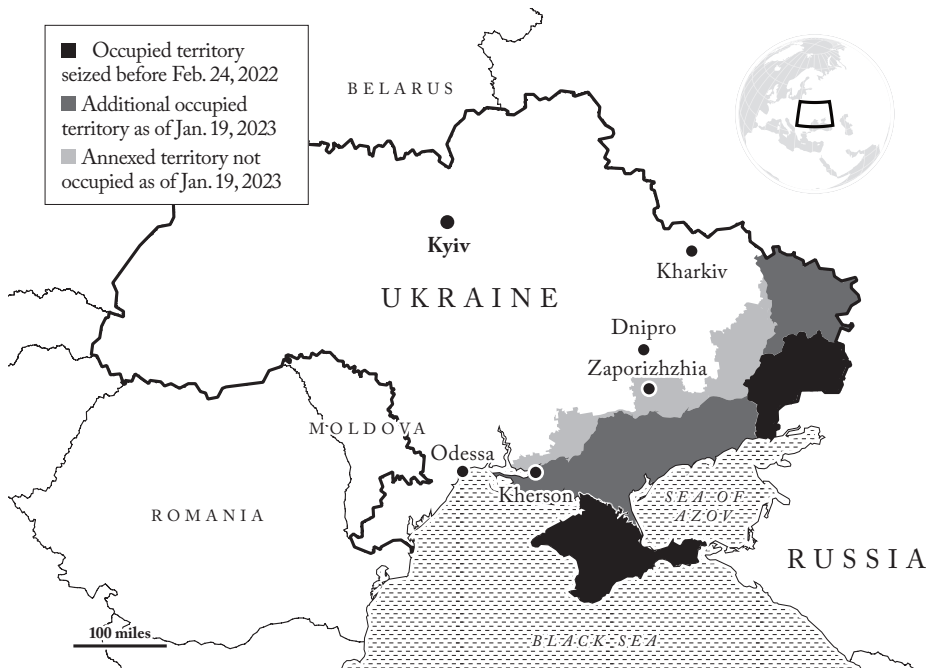 Occupied territory
seized before Feb. 24, 2022
Additional occupied
territory as of Jan. 19, 2023
Annexed territory not
occupied as of Jan. 19, 2023
BELARUS
Kyiv
Kharkiv
UKRAINE
Dnipro
Zaporizhzhia
MOLDOVA
Odessa
Kherson
SEA OF
AZOV
ROMANIA
RUSSIA
100 miles
BLACK SEA